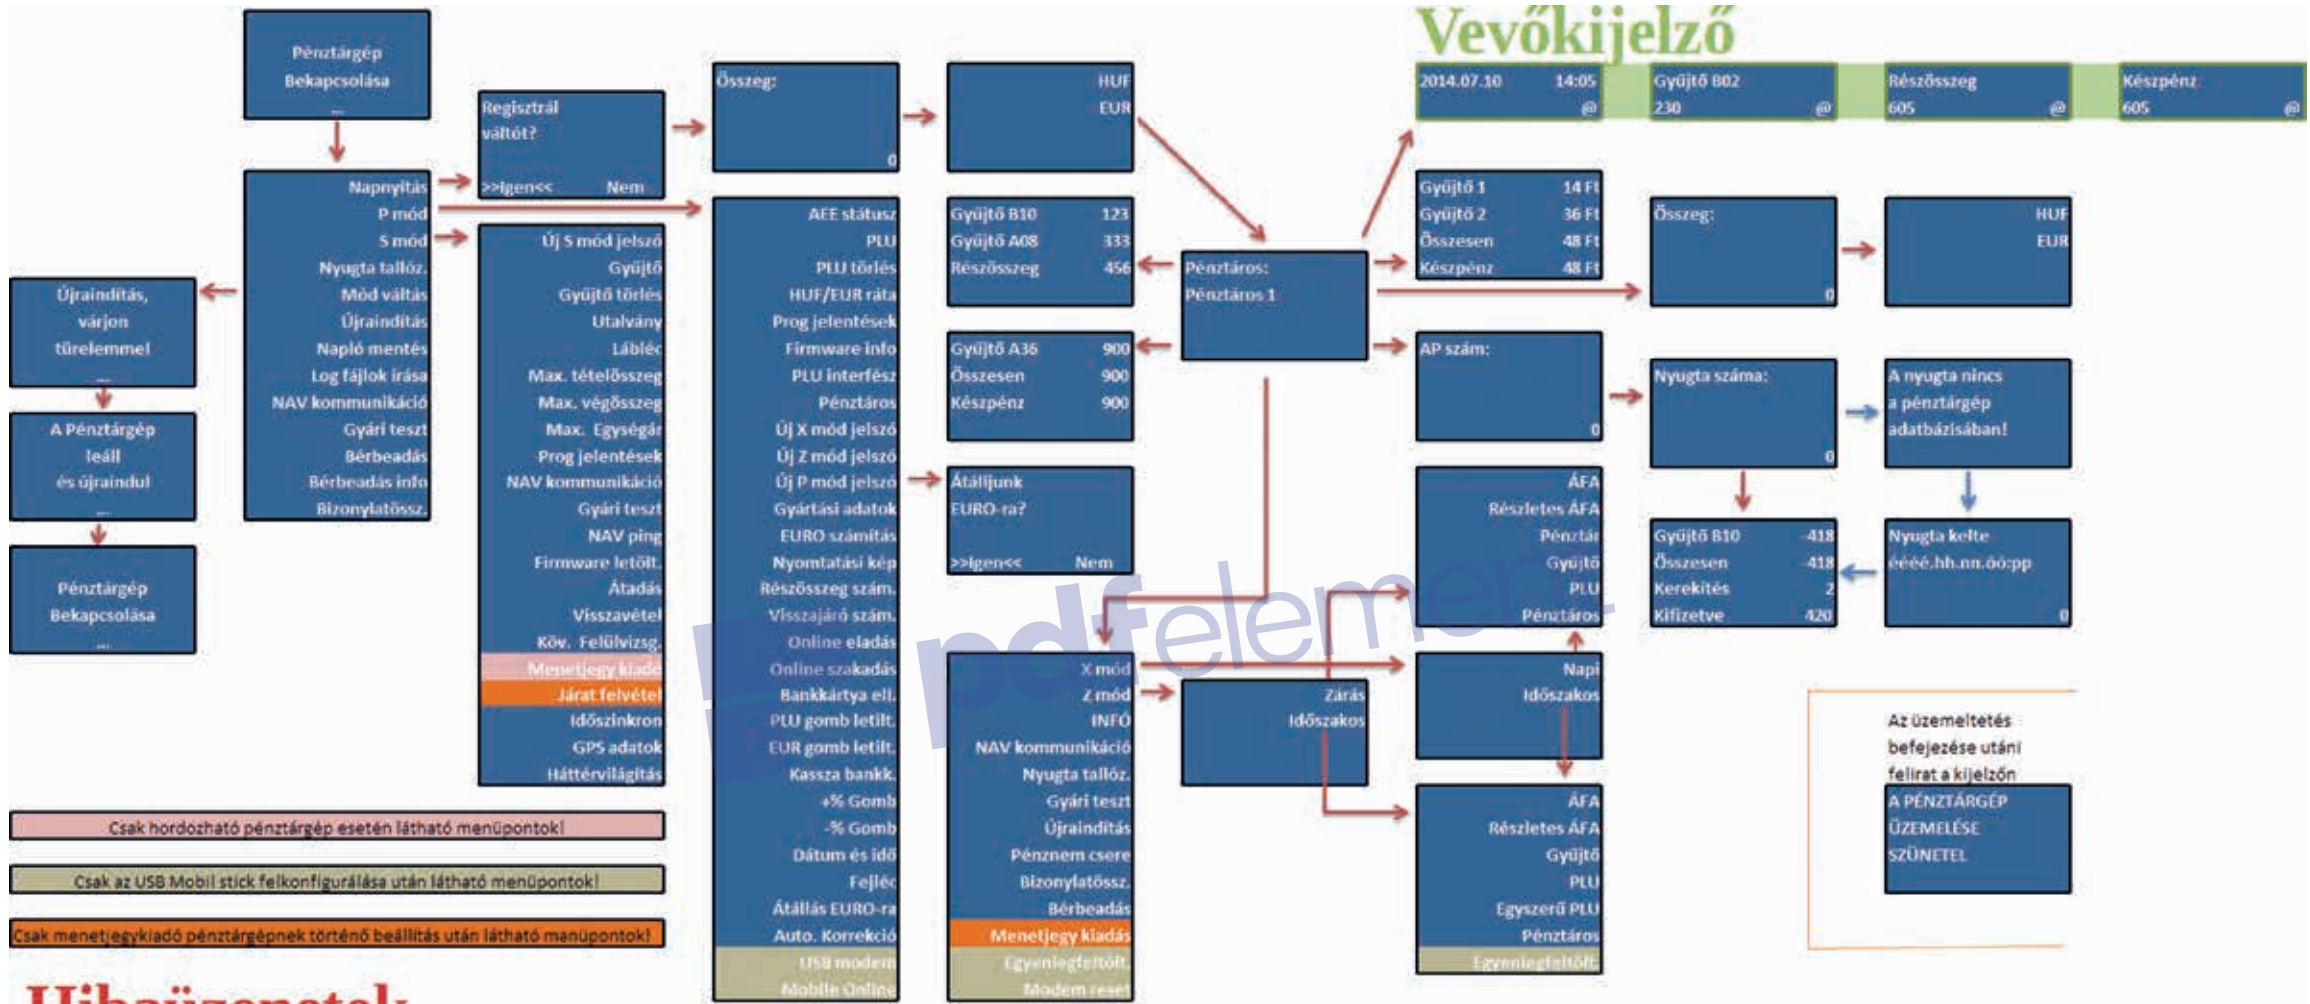 Vevőkijelző
Pénztárgép
Bekapcsolása
...
Napnyitás
P mód
S mód
Nyugta tallóz.
Mód váltás
Újraindítás
Napló mentés
Log fájlok írása
NAV kommunikáció
Gyári teszt
Bérbeadás
Bérbeadás info
Bizonylatössz.
Újraindítás,
várjon
türelemmel
...
A Pénztárgép
leáll
és újraindul
...
Pénztárgép
Bekapcsolása
...
Regisztrál
váltót?
>>Igen<< Nem
Új S mód jelszó
Gyűjtő
Gyűjtő törlés
Utalvány
Lábléc
Max. tételösszeg
Max. végösszeg
Max. Egységár
Prog jelentések
NAV kommunikáció
Gyári teszt
NAV ping
Firmware letölt.
Átadás
Visszavétel
Köv. Felülvizsg.
Menetjegy kiadé
Járat felvétel
Időszinkron
GPS adatok
Háttérvilágítás
Összeg:
0
AEE státusz
PLU
PLU törlés
HUF/EUR ráta
Prog jelentések
Firmware info
PLU interfész
Pénztáros
Új X mód jelszó
Új Z mód jelszó
Új P mód jelszó
Gyártási adatok
EURO számítás
Nyomtatási kép
Részösszeg szám.
Visszajáró szám.
Online eladás
Online szakadás
Bankkártya ell.
PLU gomb letilt.
EUR gomb letilt.
Kassza bankk.
+% Gomb
-% Gomb
Dátum és idő
Fejléc
Átállás EURO-ra
Auto. Korrekció
USB modem
Mobile Online
HUF
EUR
Gyűjtő B10 123
Gyűjtő A08 333
Részösszeg 456
Gyűjtő A36 900
Összesen 900
Készpénz 900
Átálljunk
EURO-ra?
>>Igen<< Nem
X mód
Z mód
INFÓ
NAV kommunikáció
Nyugta tallóz.
Gyári teszt
Újraindítás
Pénznem csere
Bizonylatössz.
Bérbeadás
Menetjegy kiadás
Egyenlegfeltölt.
Modem reset
Pénztáros:
Pénztáros 1
Zárás
Időszakos
2014.07.10 14:05
@
Gyűjtő B02
230 @
Részösszeg
605 @
Készpénz
605 @
Gyűjtő 1 14 Ft
Gyűjtő 2 36 Ft
Összesen 48 Ft
Készpénz 48 Ft
Összeg:
0
HUF
EUR
AP szám:
0
Nyugta száma:
0
A nyugta nincs
a pénztárgép
adatbázisában!
ÁFA
Részletes ÁFA
Pénztár
Gyűjtő
PLU
Pénztáros
Gyűjtő B10 -418
Összesen -418
Kerekítés 2
Kifizetve 420
Nyugta kelte
éééé.hh.nn.óó:pp
0
Napi
Időszakos
ÁFA
Részletes ÁFA
Gyűjtő
PLU
Egyszerű PLU
Pénztáros
Egyenlegfeltölt.
Az üzemeltetés
befejezése utáni
felirat a kijelzőn
A PÉNZTÁRGÉP
ÜZEMELÉSE
SZÜNETEL
Csak hordozható pénztárgép esetén látható menüpontok!
Csak az USB Mobil stick felkonfigurálása után látható menüpontok!
Csak menetjegykiadó pénztárgépnek történő beállítás után látható manüpontok!
Hibaüzenetek
pdfelement